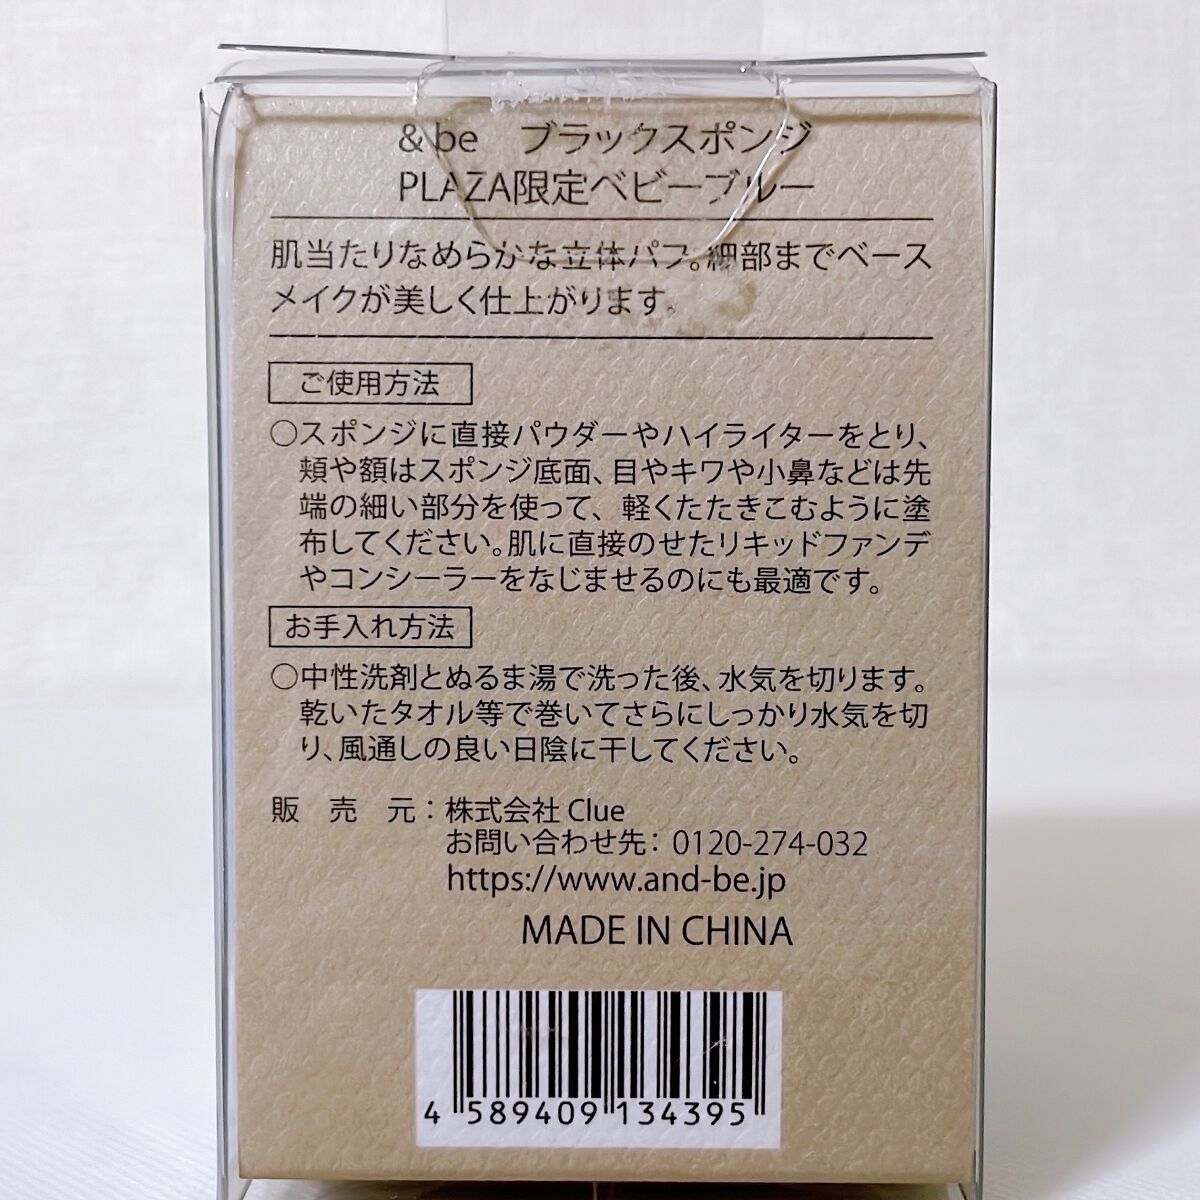 & be ブラックスポンジ
PLAZA限定ベビーブルー
肌当たりなめらかな立体パフ。細部までベース
メイクが美しく仕上がります。
ご使用方法
○スポンジに直接パウダーやハイライターをとり、
頬や額はスポンジ底面、目やキワや小鼻などは先
端の細い部分を使って、軽くたたきこむように塗
布してください。肌に直接のせたリキッドファンデ
やコンシーラーをなじませるのにも最適です。
お手入れ方法
○中性洗剤とぬるま湯で洗った後、水気を切ります。
乾いたタオル等で巻いてさらにしっかり水気を切
り、風通しの良い日陰に干してください。
販 売 元：株式会社 Clue
お問い合わせ先： 0120-274-032
https://www.and-be.jp
MADE IN CHINA
4 589409 134395